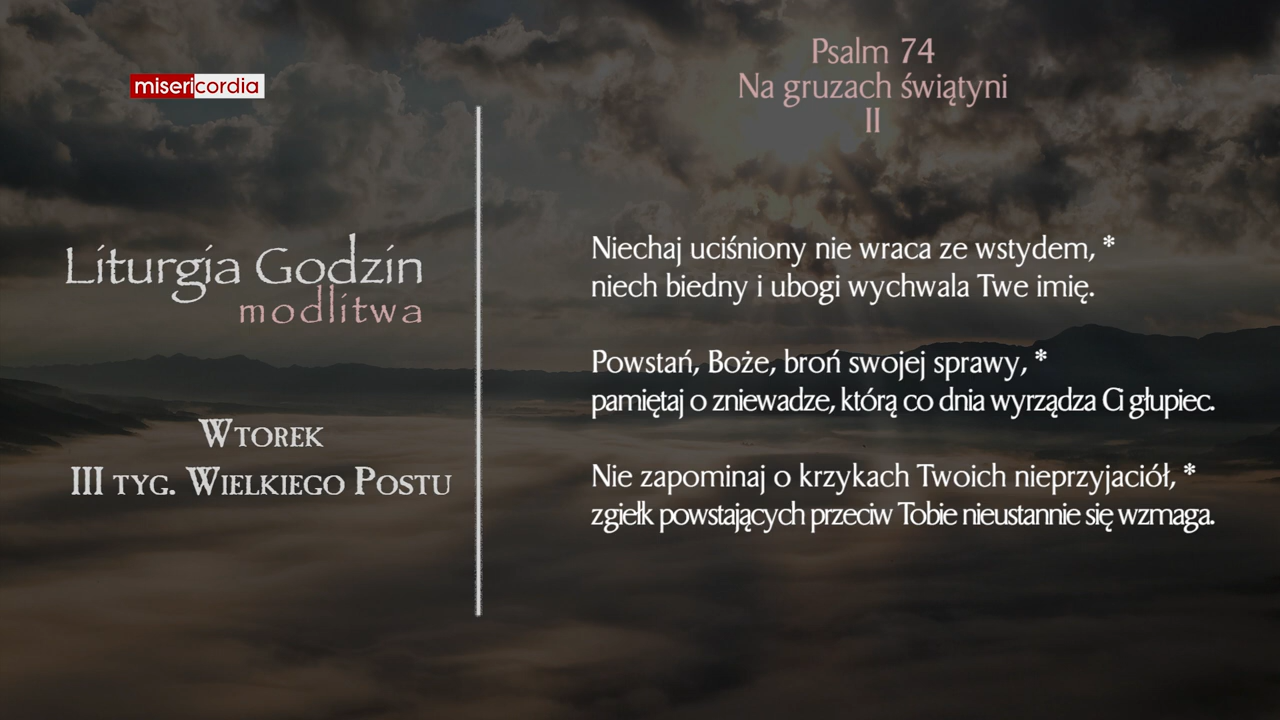 misericordia
Liturgia Godzin
modlitwa
Wtorek
III tyg. Wielkiego Postu
Psalm 74
Na gruzach świątyni
II
Niechaj uciśniony nie wraca ze wstydem, *
niech biedny i ubogi wychwala Twe imię.
Powstań, Boże, broń swojej sprawy, *
pamiętaj o zniewadze, którą co dnia wyrządza Ci głupiec.
Nie zapominaj o krzykach Twoich nieprzyjaciół, *
zgiełk powstających przeciw Tobie nieustannie się wzmaga.